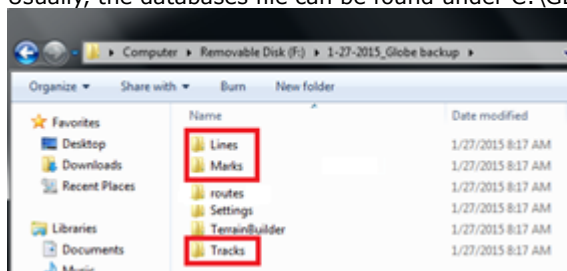 Usually, the databases file can be found under C:\GL
Computer ▸ Removable Disk (F:) ▸ 1-27-2015_Globe backup ▸
Organize ▾ Share with ▾ Burn New folder
Favorites
Desktop
Downloads
Recent Places
Libraries
Documents
Music
Name Date modified
Lines 1/27/2015 8:17 AM
Marks 1/27/2015 8:17 AM
routes 1/27/2015 8:17 AM
Settings 1/27/2015 8:17 AM
TerrainBuilder 1/27/2015 8:17 AM
Tracks 1/27/2015 8:17 AM